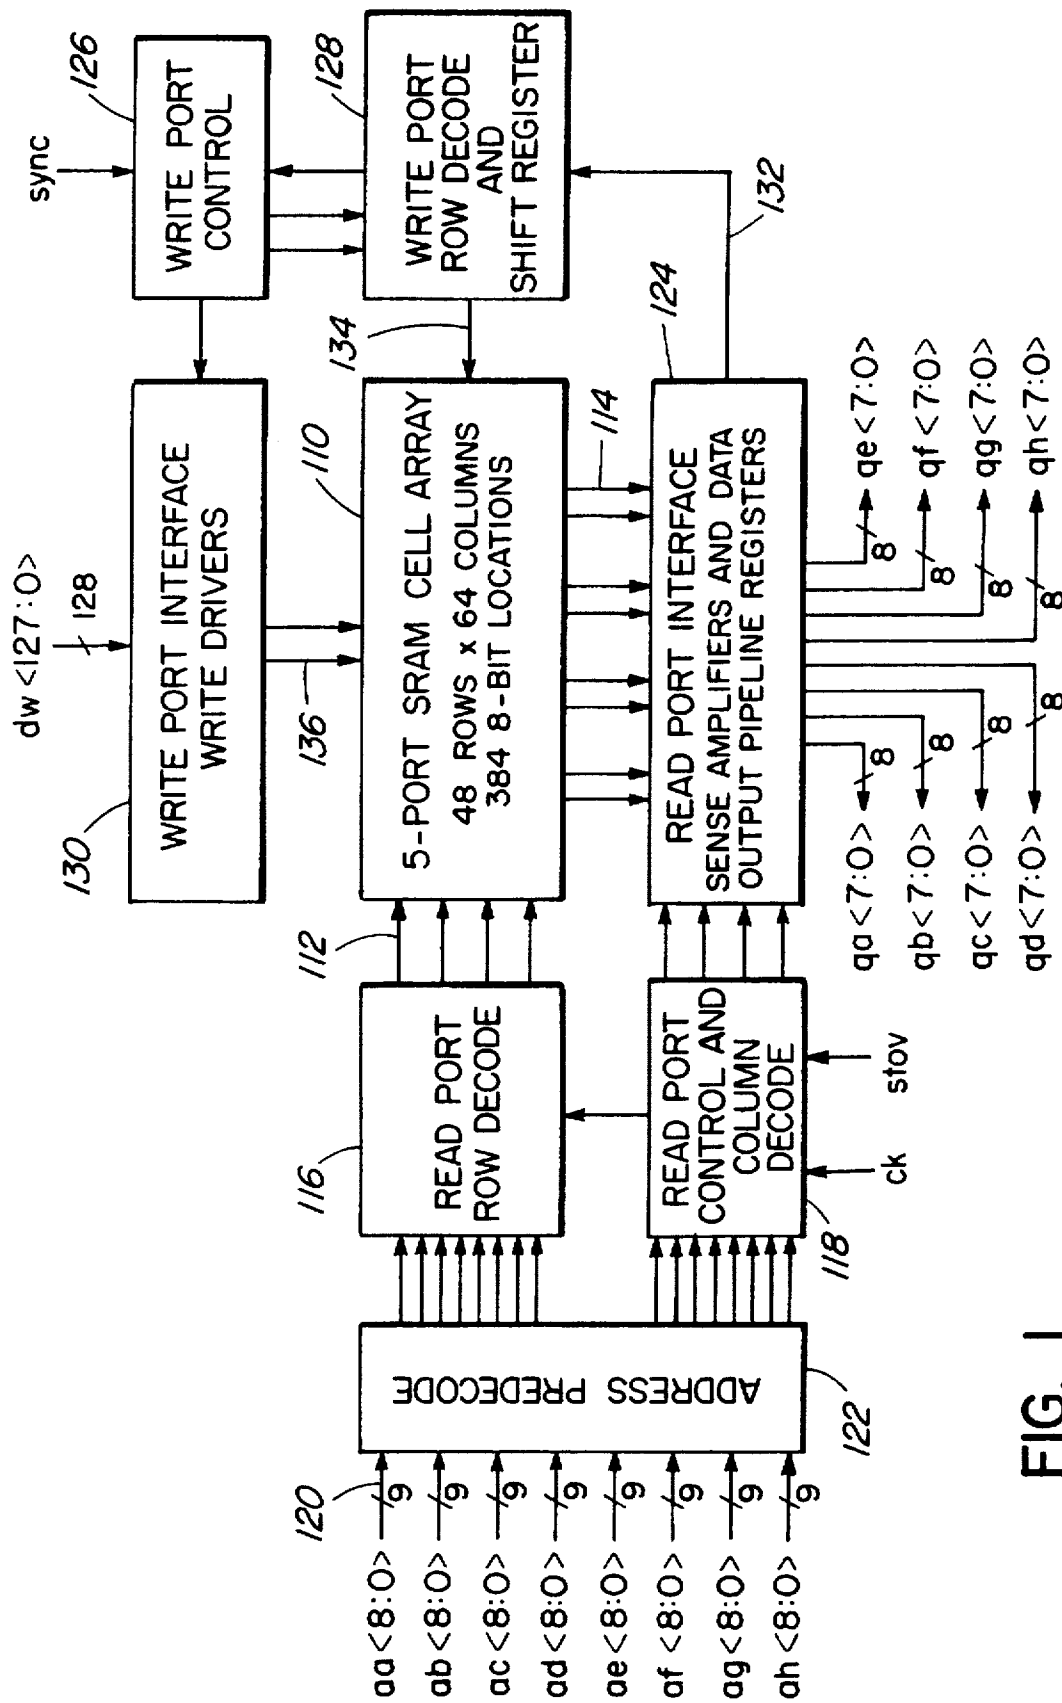 dw <127:0>
128
sync
126
WRITE PORT
CONTROL
130
WRITE PORT INTERFACE
WRITE DRIVERS
136
134
128
WRITE PORT
ROW DECODE
AND
SHIFT REGISTER
110
5-PORT SRAM CELL ARRAY
48 ROWS x 64 COLUMNS
384 8-BIT LOCATIONS
112
116
READ PORT
ROW DECODE
114
124
132
READ PORT INTERFACE
SENSE AMPLIFIERS AND DATA
OUTPUT PIPELINE REGISTERS
READ PORT
CONTROL AND
COLUMN
DECODE
118
ck
stov
ADDRESS PREDECODE
122
120
aa <8:0>
9
ab <8:0>
9
ac <8:0>
9
ad <8:0>
9
ae <8:0>
9
af <8:0>
9
ag <8:0>
9
ah <8:0>
9
qa <7:0>
8
qb <7:0>
8
qc <7:0>
8
qd <7:0>
8
qe <7:0>
8
qf <7:0>
8
qg <7:0>
8
qh <7:0>
8
FIG. 1